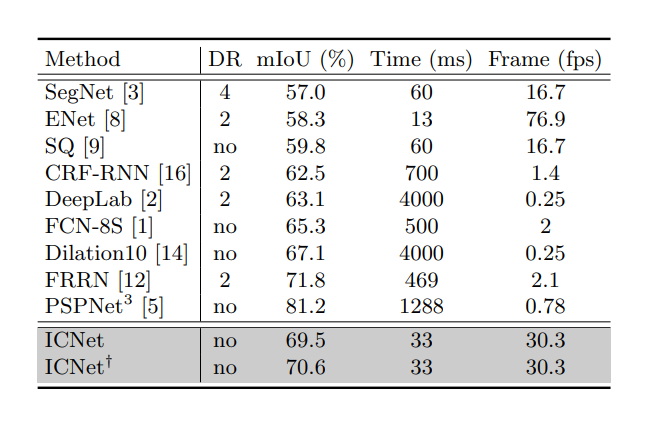 Method DR mIoU (%) Time (ms) Frame (fps)
SegNet [3] 4 57.0 60 16.7
ENet [8] 2 58.3 13 76.9
SQ [9] no 59.8 60 16.7
CRF-RNN [16] 2 62.5 700 1.4
DeepLab [2] 2 63.1 4000 0.25
FCN-8S [1] no 65.3 500 2
Dilation10 [14] no 67.1 4000 0.25
FRRN [12] 2 71.8 469 2.1
PSPNet³ [5] no 81.2 1288 0.78
ICNet no 69.5 33 30.3
ICNet† no 70.6 33 30.3